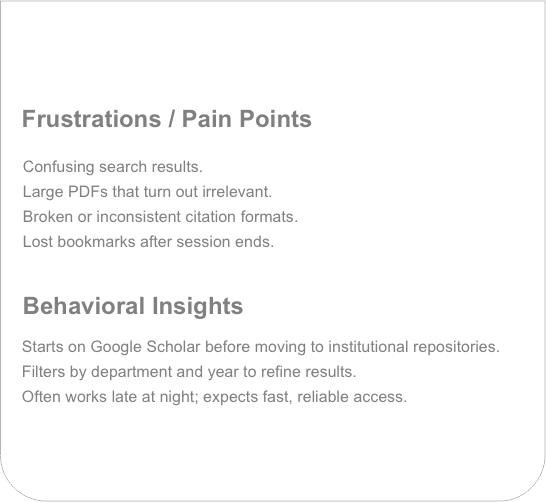 Frustrations / Pain Points
Confusing search results.
Large PDFs that turn out irrelevant.
Broken or inconsistent citation formats.
Lost bookmarks after session ends.
Behavioral Insights
Starts on Google Scholar before moving to institutional repositories.
Filters by department and year to refine results.
Often works late at night; expects fast, reliable access.